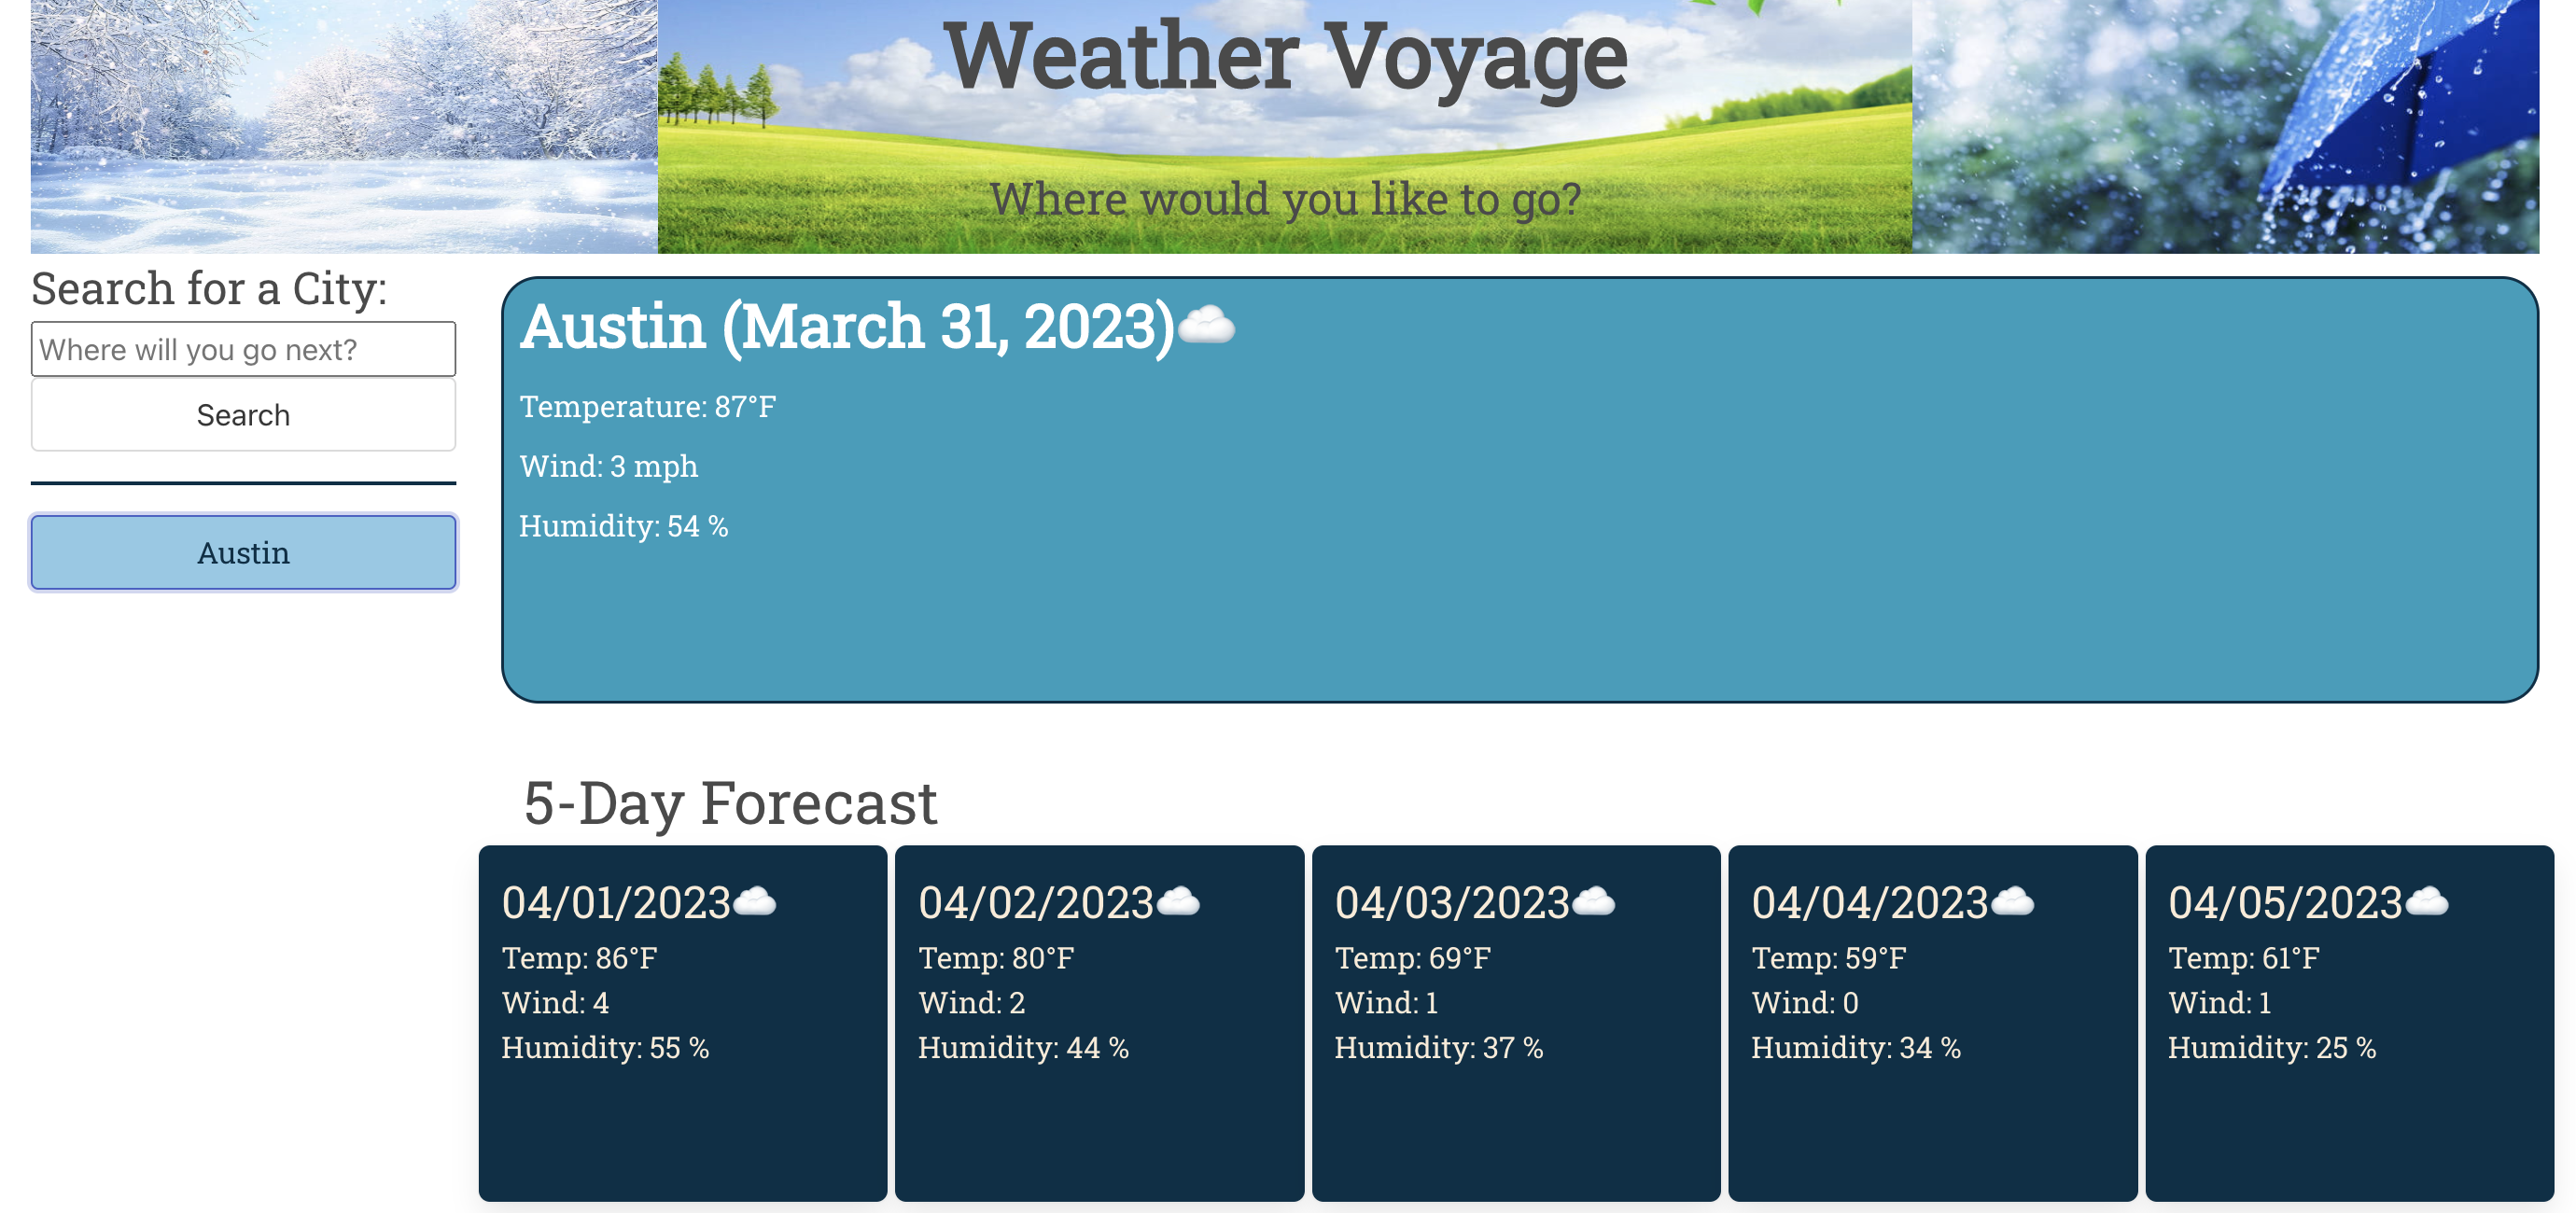 Weather Voyage
Where would you like to go?
Search for a City:
Where will you go next?
Search
Austin
Austin (March 31, 2023)☁️
Temperature: 87°F
Wind: 3 mph
Humidity: 54 %
5-Day Forecast
04/01/2023☁️
Temp: 86°F
Wind: 4
Humidity: 55 %
04/02/2023☁️
Temp: 80°F
Wind: 2
Humidity: 44 %
04/03/2023☁️
Temp: 69°F
Wind: 1
Humidity: 37 %
04/04/2023☁️
Temp: 59°F
Wind: 0
Humidity: 34 %
04/05/2023☁️
Temp: 61°F
Wind: 1
Humidity: 25 %